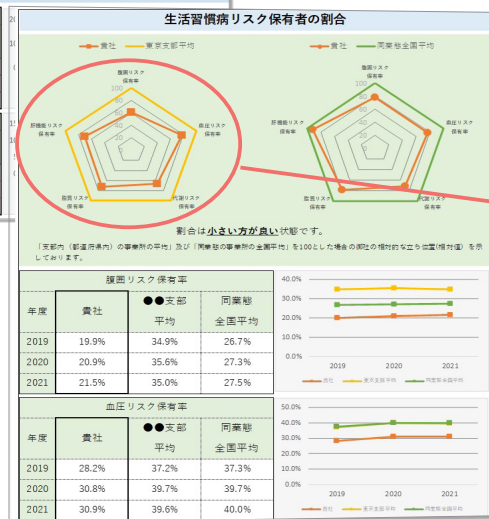 生活習慣病リスク保有者の割合
貴社 東京支部平均
貴社 同業態全国平均
腹囲リスク
保有率
血圧リスク
保有率
代謝リスク
保有率
脂質リスク
保有率
肝機能リスク
保有率
100
80
60
40
20
0
腹囲リスク
保有率
血圧リスク
保有率
代謝リスク
保有率
脂質リスク
保有率
肝機能リスク
保有率
100
80
60
40
20
0
割合は小さい方が良い状態です。
「支部内(都道府県内)の事業所の平均」及び「同業態の事業所の全国平均」を100とした場合の御社の相対的な立ち位置(相対値)を示
しております。
腹囲リスク保有率
年度 貴社 ●●支部平均 同業態全国平均
2019 19.9% 34.9% 26.7%
2020 20.9% 35.6% 27.3%
2021 21.5% 35.0% 27.5%
40.0%
30.0%
20.0%
10.0%
0.0%
2019 2020 2021
貴社 東京支部平均 同業態全国平均
血圧リスク保有率
年度 貴社 ●●支部平均 同業態全国平均
2019 28.2% 37.2% 37.3%
2020 30.8% 39.7% 39.7%
2021 30.9% 39.6% 40.0%
50.0%
40.0%
30.0%
20.0%
10.0%
0.0%
2019 2020 2021
貴社 東京支部平均 同業態全国平均